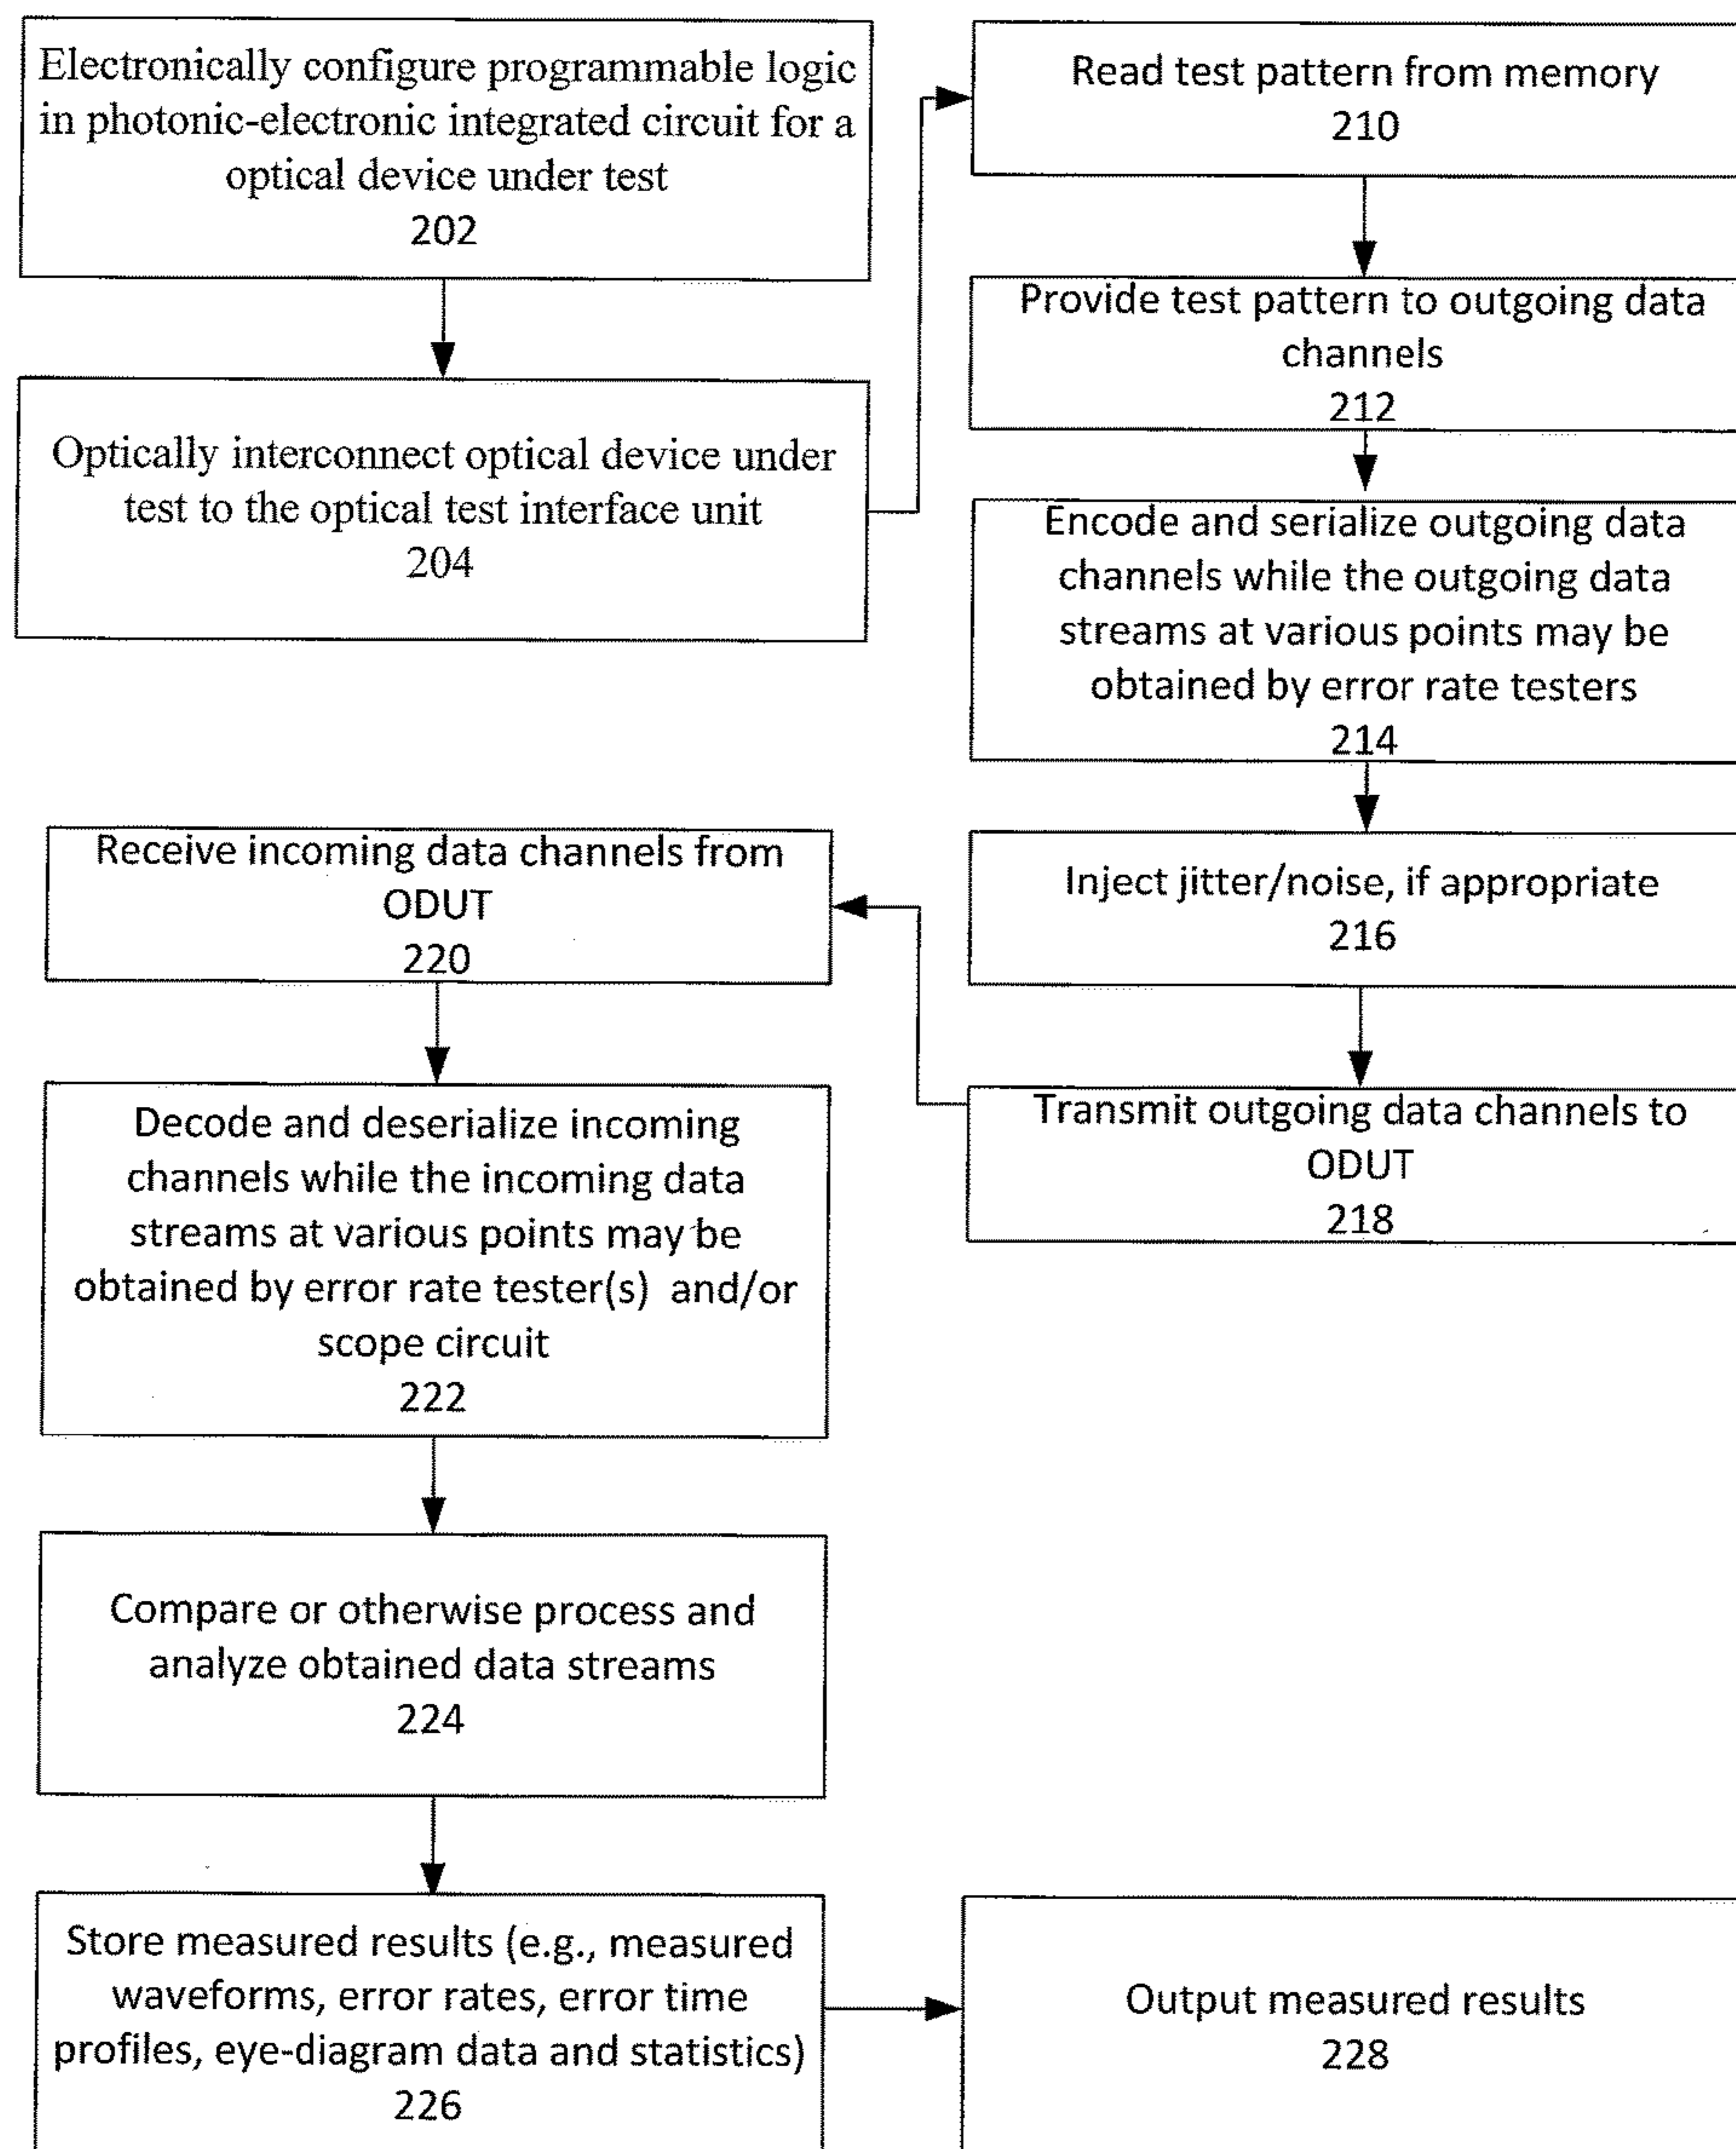 Electronically configure programmable logic
in photonic-electronic integrated circuit for a
optical device under test
202
Optically interconnect optical device under
test to the optical test interface unit
204
Read test pattern from memory
210
Provide test pattern to outgoing data
channels
212
Encode and serialize outgoing data
channels while the outgoing data
streams at various points may be
obtained by error rate testers
214
Inject jitter/noise, if appropriate
216
Transmit outgoing data channels to
ODUT
218
Receive incoming data channels from
ODUT
220
Decode and deserialize incoming
channels while the incoming data
streams at various points may be
obtained by error rate tester(s) and/or
scope circuit
222
Compare or otherwise process and
analyze obtained data streams
224
Store measured results (e.g., measured
waveforms, error rates, error time
profiles, eye-diagram data and statistics)
226
Output measured results
228